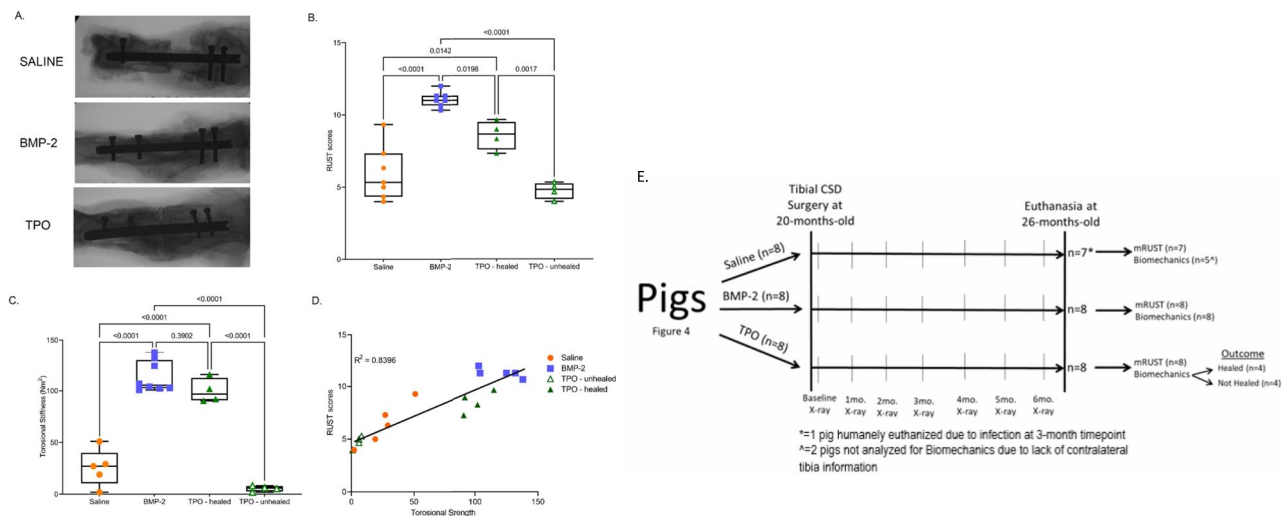 A.
SALINE
BMP-2
TPO
B.
<0.0001
0.0142
<0.0001
0.0198
0.0017
15
10
5
0
RUST scores
Saline
BMP-2
TPO - healed
TPO - unhealed
C.
<0.0001
<0.0001
<0.0001
0.3902
<0.0001
150
100
50
0
Torosional Stiffness (Nm²)
Saline
BMP-2
TPO - healed
TPO - unhealed
D.
15
10
5
0
RUST scores
R² = 0.8396
0
50
100
150
Torosional Strength
Saline
BMP-2
TPO - unhealed
TPO - healed
E.
Tibial CSD
Surgery at
20-months-old
Euthanasia at
26-months-old
Pigs
Figure 4
Saline (n=8)
BMP-2 (n=8)
TPO (n=8)
n=7*
mRUST (n=7)
Biomechanics (n=5^)
n=8
mRUST (n=8)
Biomechanics (n=8)
n=8
mRUST (n=8)
Biomechanics
Outcome
Healed (n=4)
Not Healed (n=4)
Baseline
X-ray
1mo.
X-ray
2mo.
X-ray
3mo.
X-ray
4mo.
X-ray
5mo.
X-ray
6mo.
X-ray
*=1 pig humanely euthanized due to infection at 3-month timepoint
^=2 pigs not analyzed for Biomechanics due to lack of contralateral
tibia information